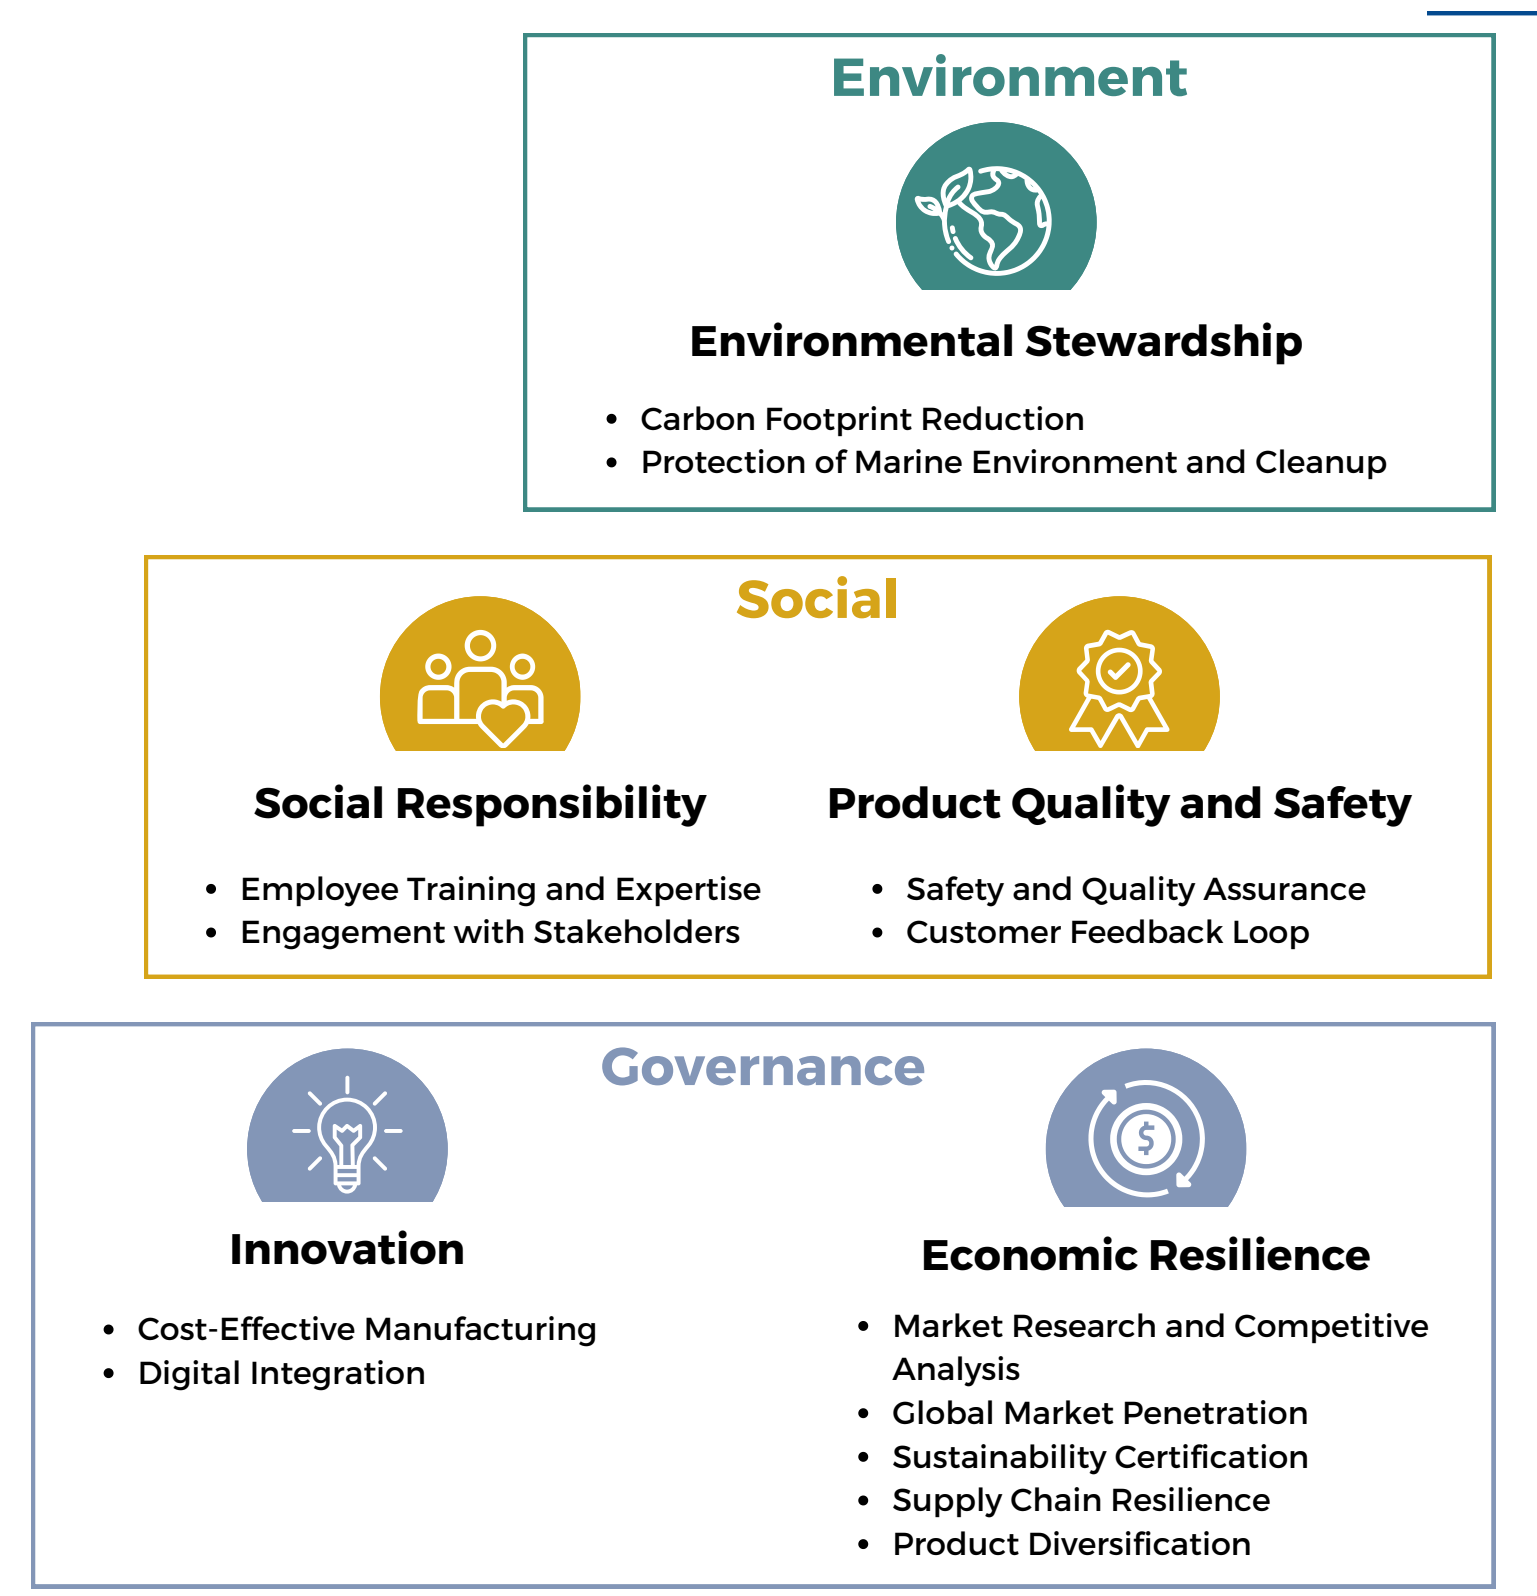 Environment
Environmental Stewardship
• Carbon Footprint Reduction
• Protection of Marine Environment and Cleanup
Social
Social Responsibility
• Employee Training and Expertise
• Engagement with Stakeholders
Product Quality and Safety
• Safety and Quality Assurance
• Customer Feedback Loop
Governance
Innovation
• Cost-Effective Manufacturing
• Digital Integration
$
Economic Resilience
• Market Research and Competitive
Analysis
• Global Market Penetration
• Sustainability Certification
• Supply Chain Resilience
• Product Diversification